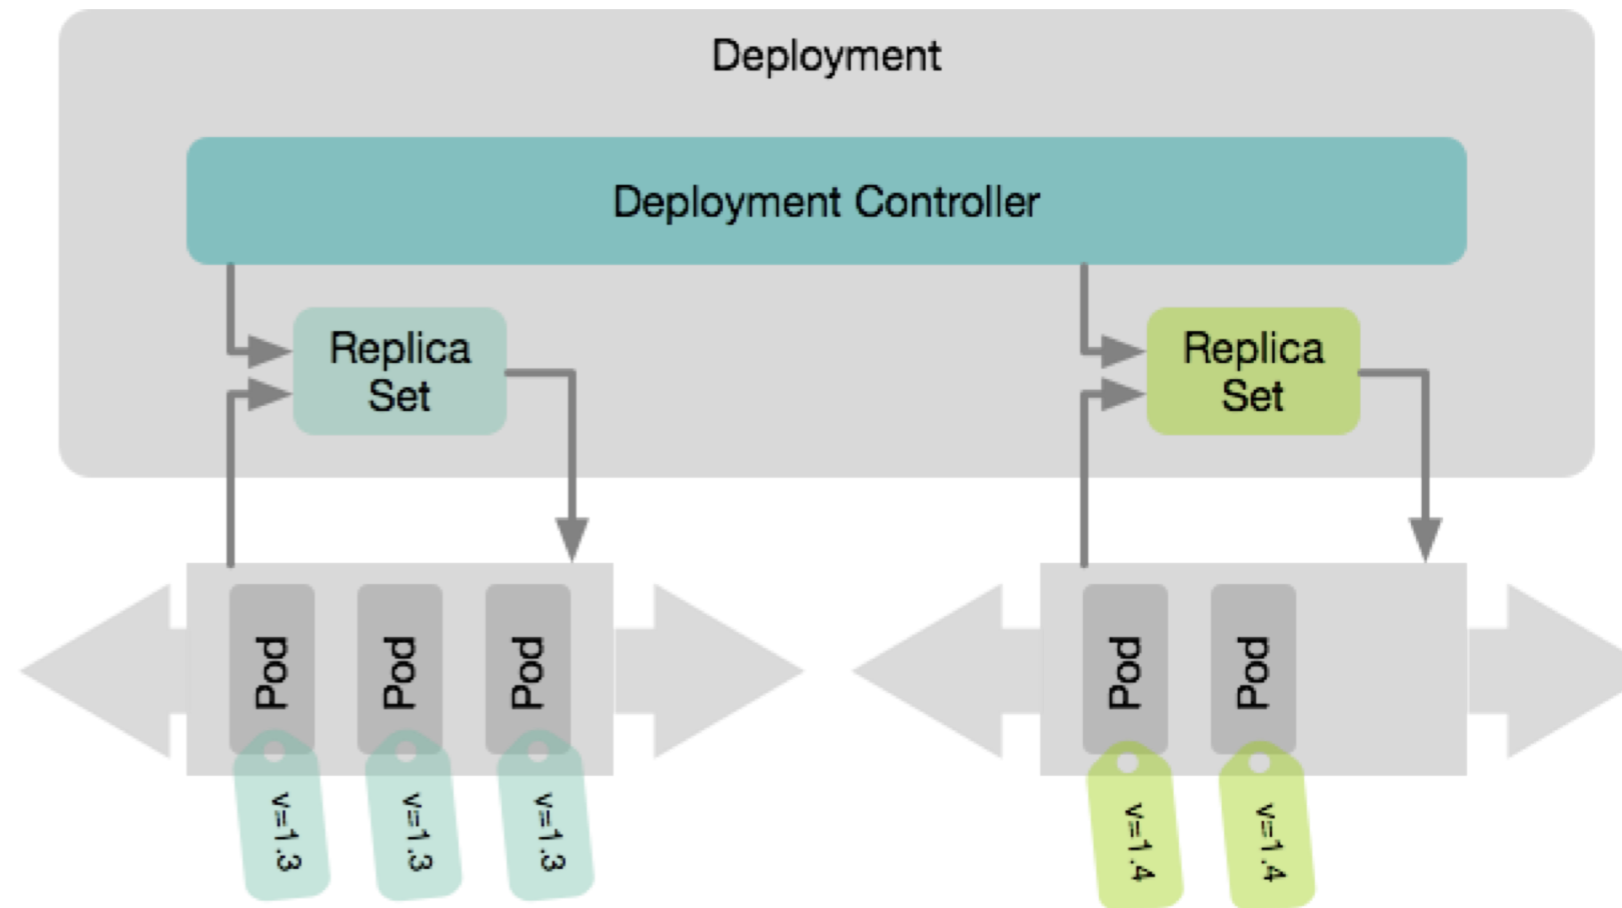 Deployment
Deployment Controller
Replica
Set
Replica
Set
Pod
Pod
Pod
Pod
Pod
v=1.3
v=1.3
v=1.3
v=1.4
v=1.4